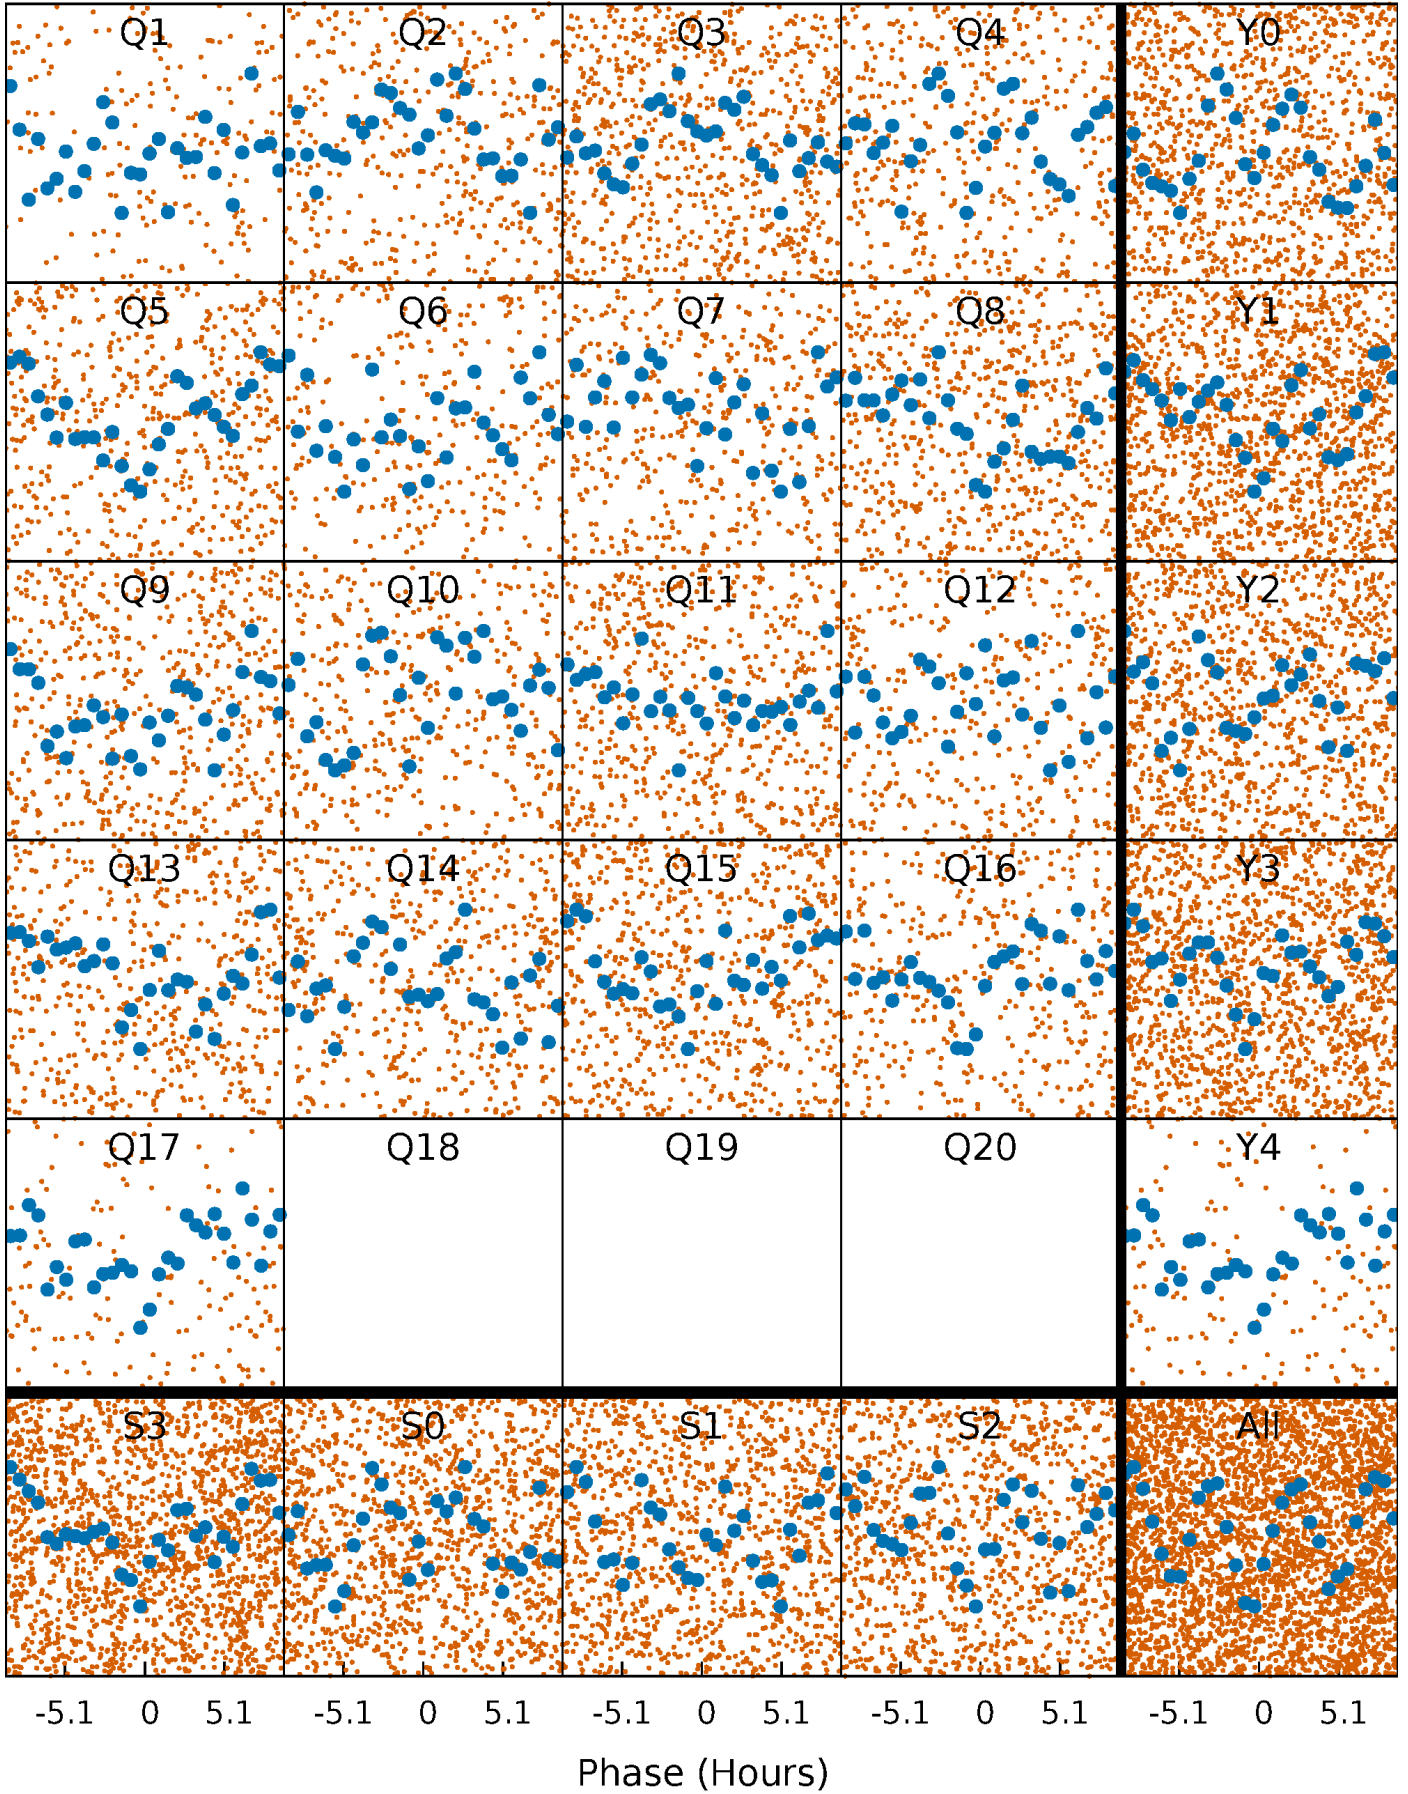 Q1 Q2 Q3 Q4 Y0
Q5 Q6 Q7 Q8 Y1
Q9 Q10 Q11 Q12 Y2
Q13 Q14 Q15 Q16 Y3
Q17 Q18 Q19 Q20 Y4
S3 S0 S1 S2 All
-5.1 0 5.1 -5.1 0 5.1 -5.1 0 5.1 -5.1 0 5.1 -5.1 0 5.1
Phase (Hours)